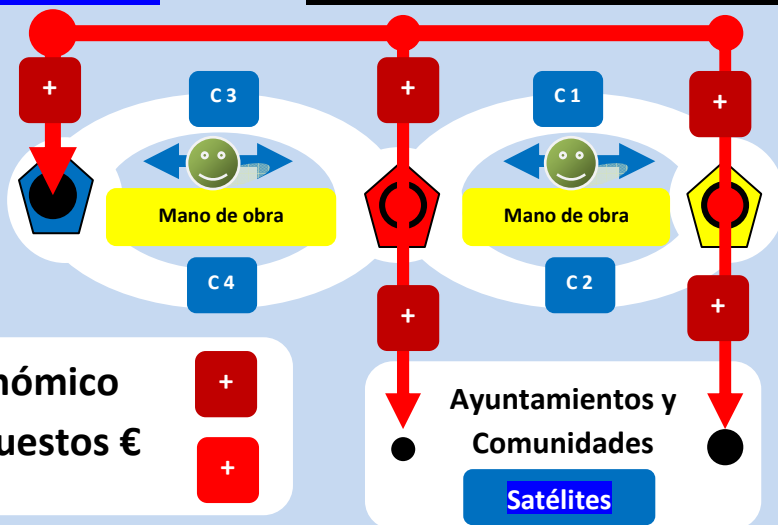 +
+
+
C 3
C 1
Mano de obra
Mano de obra
C 4
C 2
+
+
nómico
uestos €
+
+
Ayuntamientos y
Comunidades
Satélites